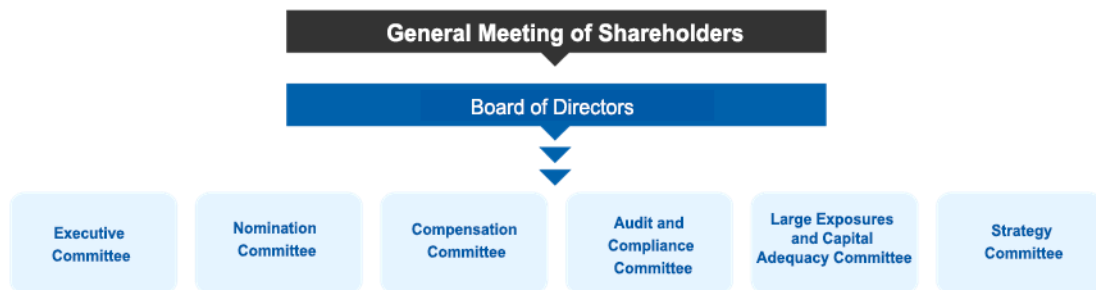 General Meeting of Shareholders
Board of Directors
Executive
Committee
Nomination
Committee
Compensation
Committee
Audit and
Compliance
Committee
Large Exposures
and Capital
Adequacy Committee
Strategy
Committee